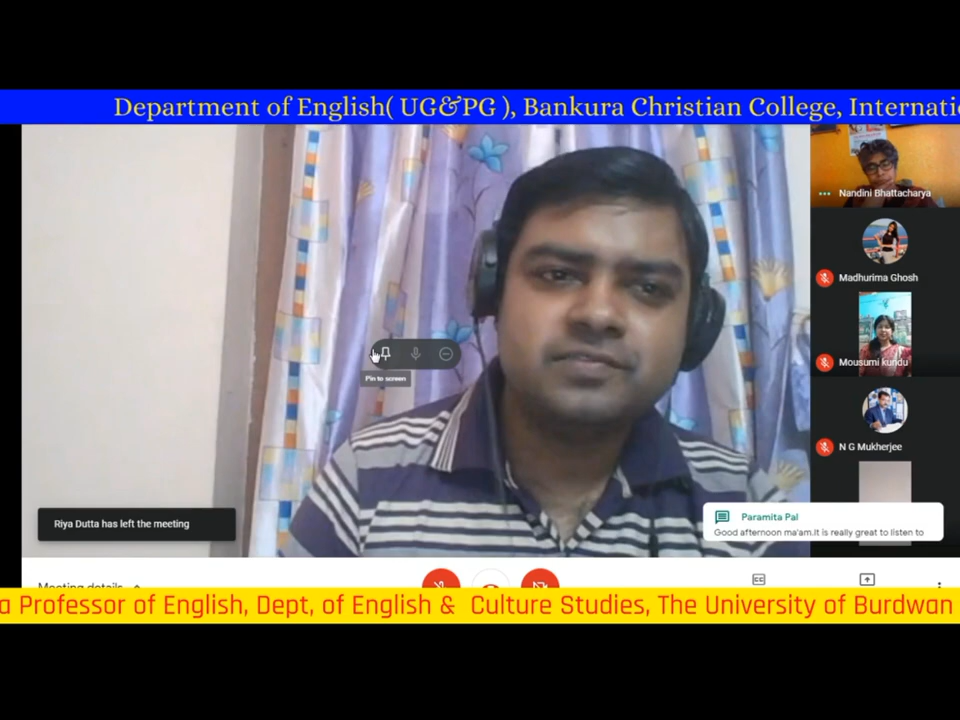 Department of English( UG&PG ), Bankura Christian College, Internati
Nandini Bhattacharya
Madhurima Ghosh
Pin to screen
Mousumi kundu
N G Mukherjee
Riya Dutta has left the meeting
Paramita Pal
Good afternoon ma'am.it is really great to listen to
Meeting details
a Professor of English, Dept, of English & Culture Studies, The University of Burdwan